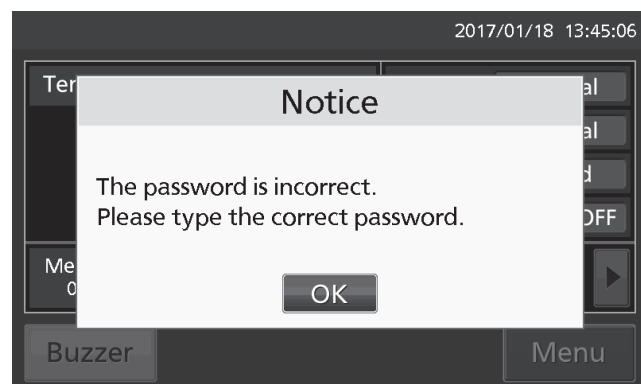 2017/01/18 13:45:06
Notice
The password is incorrect.
Please type the correct password.
OK
Buzzer
Menu